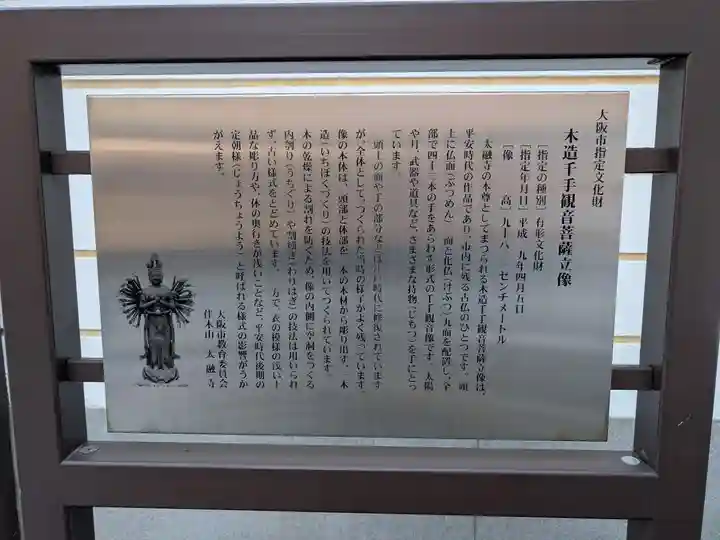 大阪市指定文化財
木造千手観音菩薩立像
［指定の種別］有形文化財
［指定年月日］平成 九年四月五日
［像 高］九一・八 センチメートル
太融寺の本尊としてまつられる木造千手観音菩薩立像は、
平安時代の作品であり、市内に残る古仏のひとつです。頭
上に仏面（ぶつめん）一面と化仏（けぶつ）九面を配置し、全
部で四十二本の手をあらわす形式の千手観音像です。太陽
や月、武器や道具など、さまざまな持物（じもつ）を手にとっ
ています。
頭上の面や手の部分などは江戸時代に修復されています
が、全体としてつくられた当時の様子がよく残っています。
像の本体は、頭部と体部を一本の木材から彫り出す、一木
造（いちぼくづくり）の技法を用いてつくられています。
木の乾燥による割れを防ぐため、像の内側に空洞をつくる
内刳り（うちぐり）や割矧ぎ（わりはぎ）の技法は用いられ
ず、古い様式をとどめています。一方で、衣の模様の浅い上
品な彫り方や、体の奥行きが浅いことなど、平安時代後期の
定朝様（じょうちょうよう）と呼ばれる様式の影響がうか
がえます。
大阪市教育委員会
佳木山 太融寺